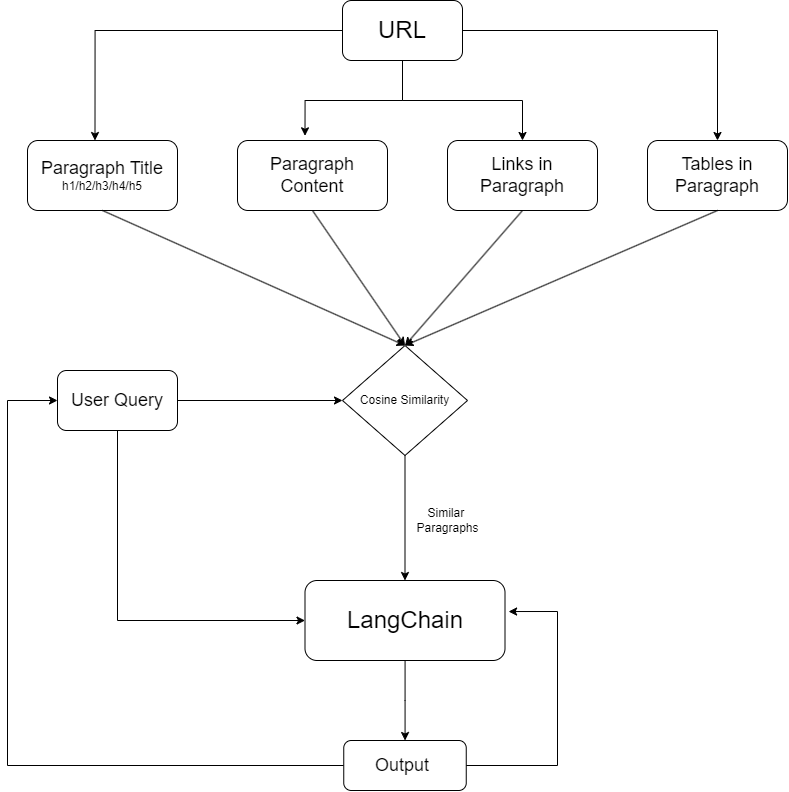 URL
Paragraph Title
h1/h2/h3/h4/h5
Paragraph
Content
Links in
Paragraph
Tables in
Paragraph
User Query
Cosine Similarity
Similar
Paragraphs
LangChain
Output